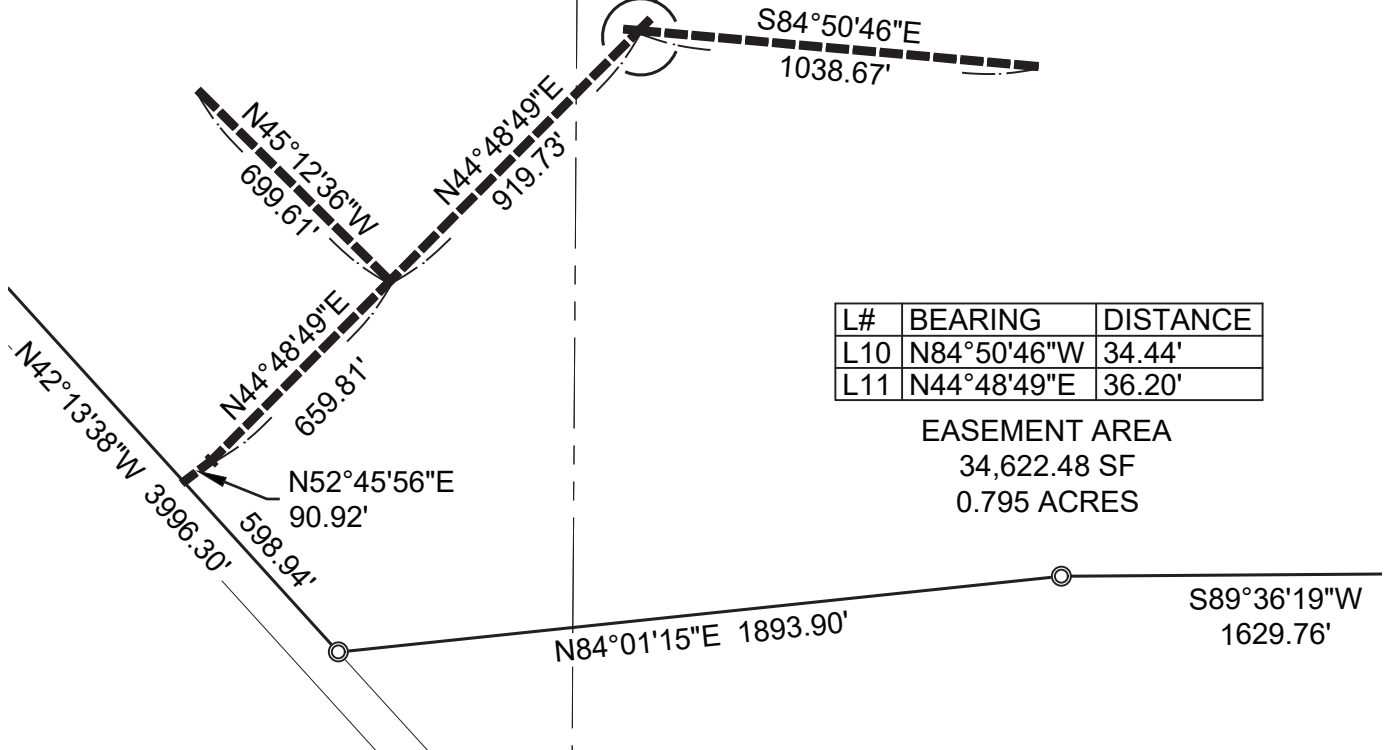 S84°50'46"E
1038.67'
N45°12'36"W
699.61'
N44°48'49"E
919.73'
N44°48'49"E
659.81'
L# BEARING DISTANCE
L10 N84°50'46"W 34.44'
L11 N44°48'49"E 36.20'
EASEMENT AREA
34,622.48 SF
0.795 ACRES
N42°13'38"W 3996.30'
N52°45'56"E
90.92'
598.94'
N84°01'15"E 1893.90'
S89°36'19"W
1629.76'